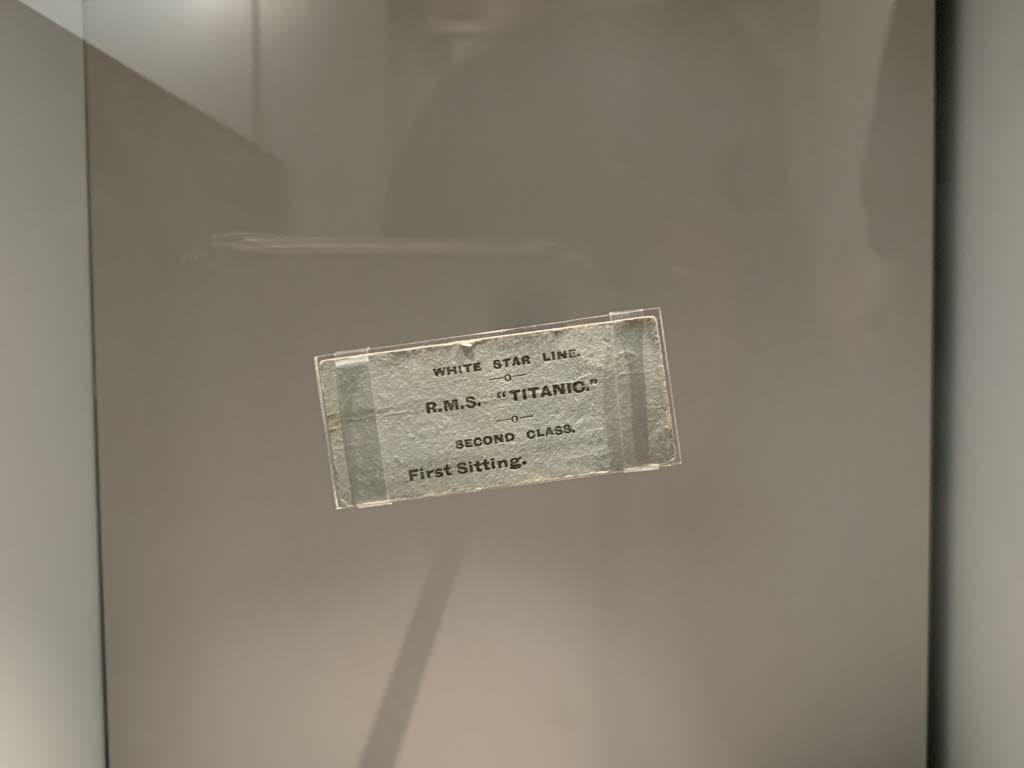 WHITE STAR LINE.
—o—
R.M.S. "TITANIC."
—o—
SECOND CLASS.
First Sitting.